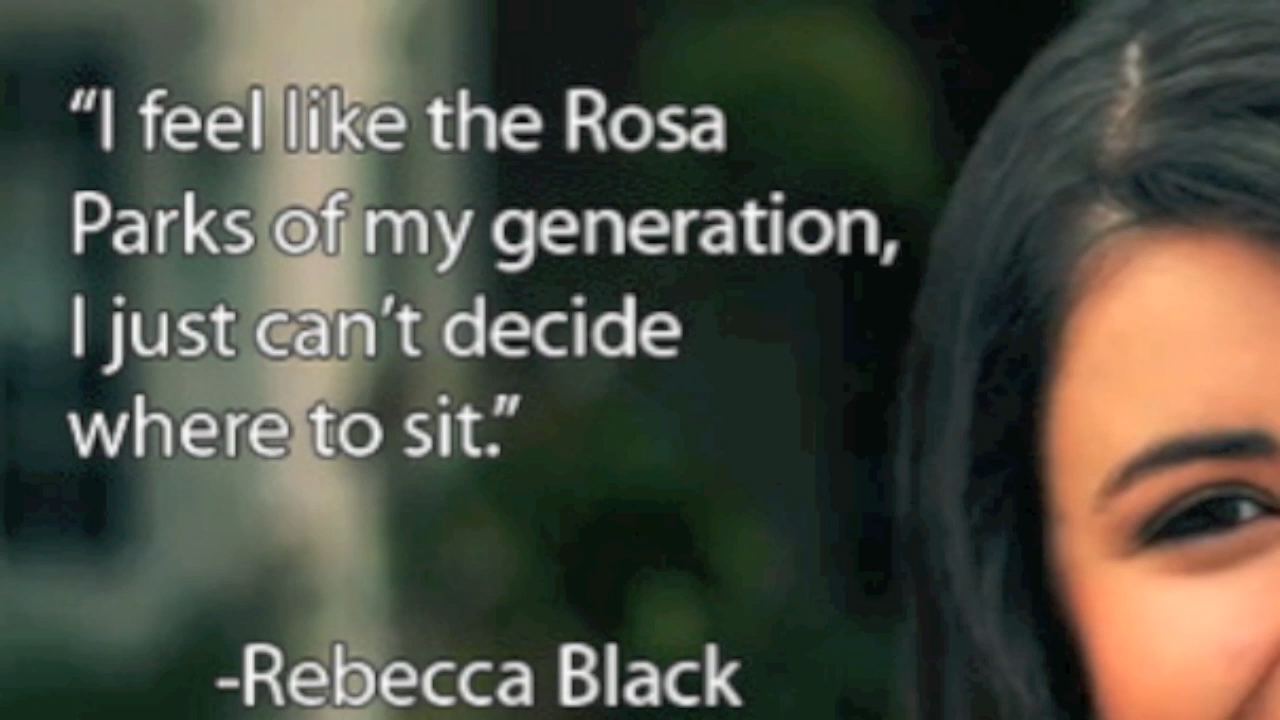 “I feel like the Rosa
Parks of my generation,
I just can’t decide
where to sit.”
-Rebecca Black